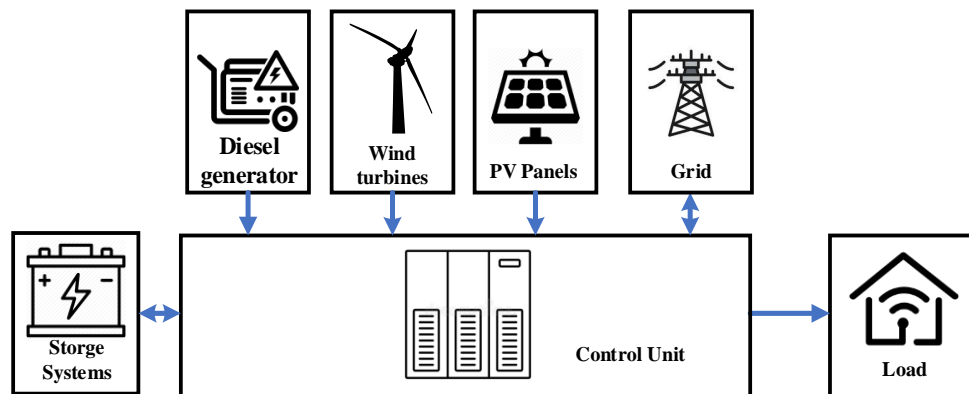 Diesel
generator
Wind
turbines
PV Panels
Grid
+ −
Storge
Systems
Control Unit
Load